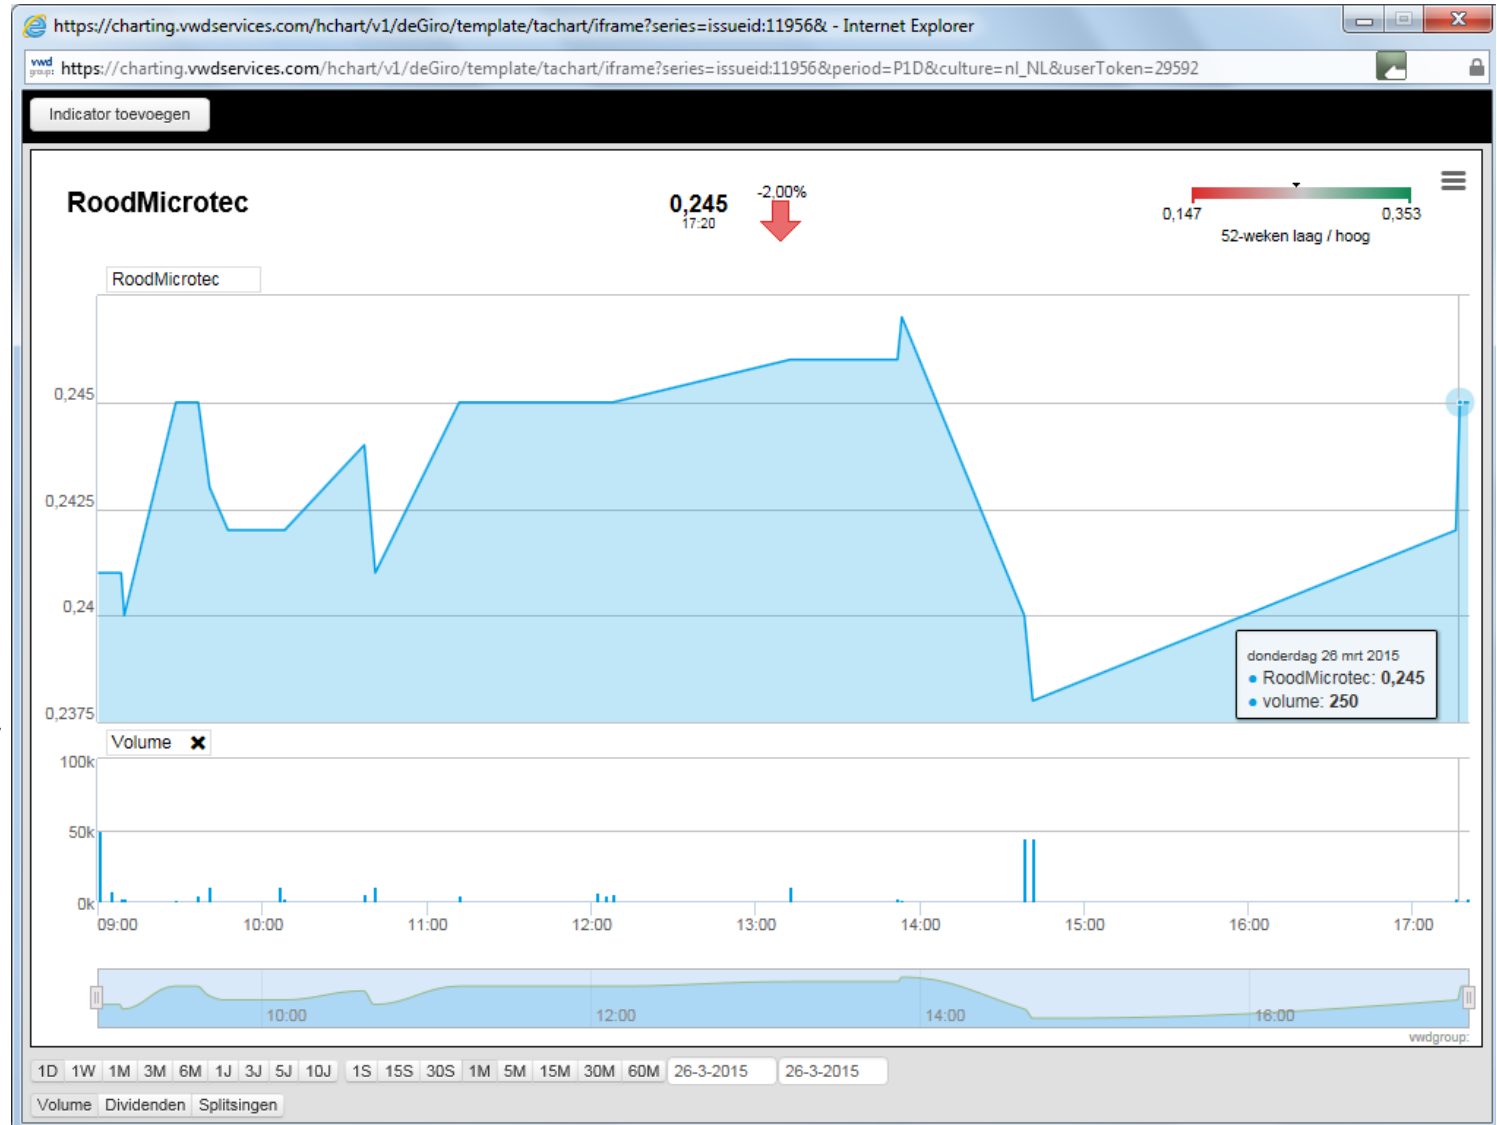 https://charting.vwdservices.com/hchart/v1/deGiro/template/tachart/iframe?series=issueid:11956& - Internet Explorer
vwd group: https://charting.vwdservices.com/hchart/v1/deGiro/template/tachart/iframe?series=issueid:11956&period=P1D&culture=nl_NL&userToken=29592
Indicator toevoegen
RoodMicrotec
0,245
17:20
-2,00%
0,147 0,353
52-weken laag / hoog
RoodMicrotec
0,245
0,2425
0,24
0,2375
donderdag 26 mrt 2015
RoodMicrotec: 0,245
volume: 250
Volume
100k
50k
0k
09:00 10:00 11:00 12:00 13:00 14:00 15:00 16:00 17:00
10:00 12:00 14:00 16:00
vwdgroup:
1D 1W 1M 3M 6M 1J 3J 5J 10J 1S 15S 30S 1M 5M 15M 30M 60M 26-3-2015 26-3-2015
Volume Dividenden Splitsingen